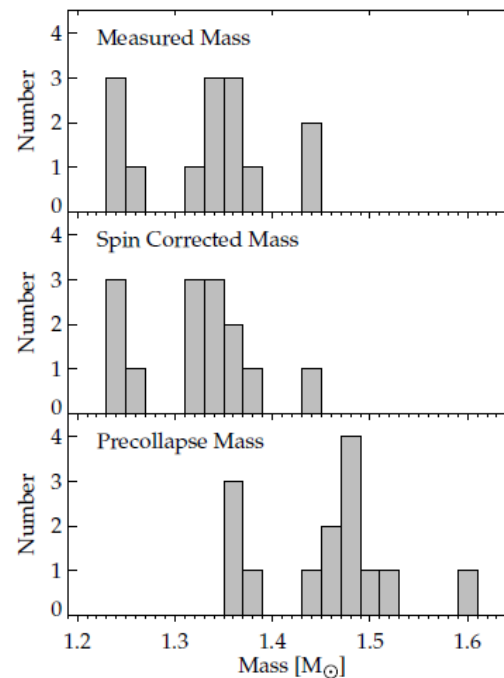 4
Measured Mass
3
2
1
0
Number
4
Spin Corrected Mass
3
2
1
0
Number
4
Precollapse Mass
3
2
1
0
Number
1.2 1.3 1.4 1.5 1.6
Mass [M⊙]